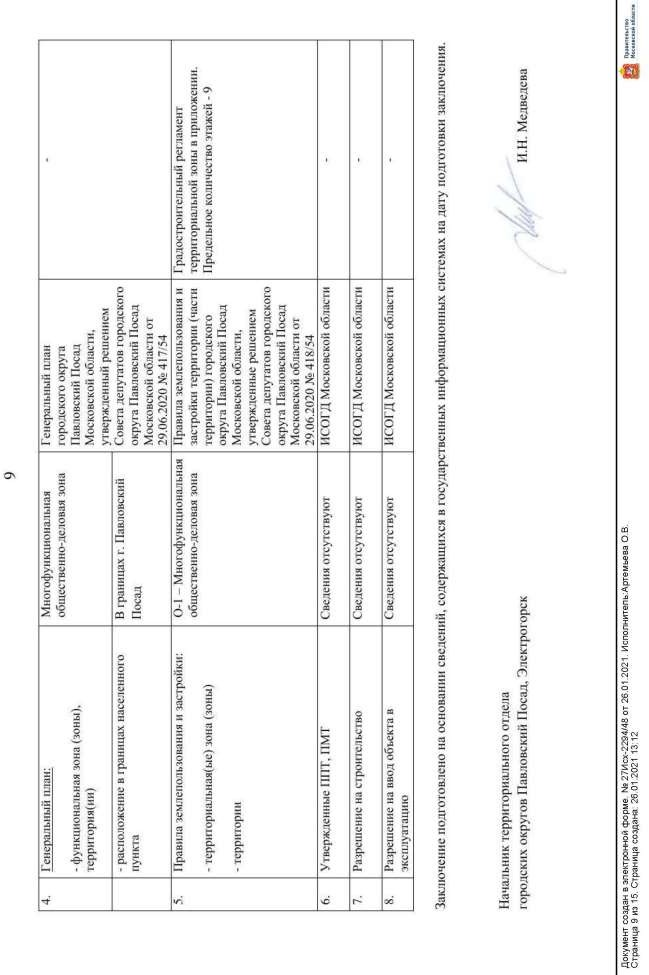 9
4.
Генеральный план:
- функциональная зона (зоны),
территория(ии)
Многофункциональная
общественно-деловая зона
Генеральный план
городского округа
Павловский Посад
Московской области,
утвержденный решением
Совета депутатов городского
округа Павловский Посад
Московской области от
29.06.2020 № 417/54
-
- расположение в границах населенного
пункта
В границах г. Павловский
Посад
5.
Правила землепользования и застройки:
- территориальная(ые) зона (зоны)
- территории
О-1 – Многофункциональная
общественно-деловая зона
Правила землепользования и
застройки территории (части
территории) городского
округа Павловский Посад
Московской области,
утвержденные решением
Совета депутатов городского
округа Павловский Посад
Московской области от
29.06.2020 № 418/54
Градостроительный регламент
территориальной зоны в приложении.
Предельное количество этажей - 9
6.
Утвержденные ППТ, ПМТ
Сведения отсутствуют
ИСОГД Московской области
-
7.
Разрешение на строительство
Сведения отсутствуют
ИСОГД Московской области
-
8.
Разрешение на ввод объекта в
эксплуатацию
Сведения отсутствуют
ИСОГД Московской области
-
Заключение подготовлено на основании сведений, содержащихся в государственных информационных системах на дату подготовки заключения.
Начальник территориального отдела
городских округов Павловский Посад, Электрогорск
И.Н. Медведева
Документ создан в электронной форме. № 27Исх-2294/48 от 26.01.2021. Исполнитель:Артемьева О.В.
Страница 9 из 15. Страница создана: 26.01.2021 13:12
Правительство
Московской области